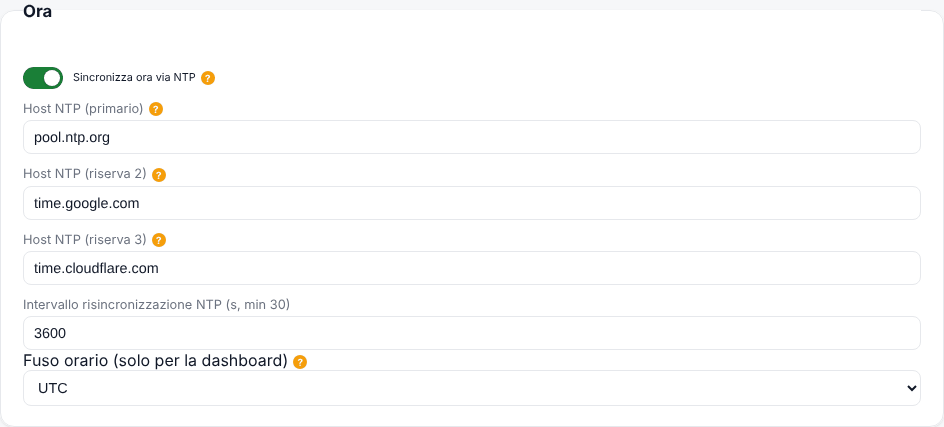 Ora
Sincronizza ora via NTP ?
Host NTP (primario) ?
pool.ntp.org
Host NTP (riserva 2) ?
time.google.com
Host NTP (riserva 3) ?
time.cloudflare.com
Intervallo risincronizzazione NTP (s, min 30)
3600
Fuso orario (solo per la dashboard) ?
UTC